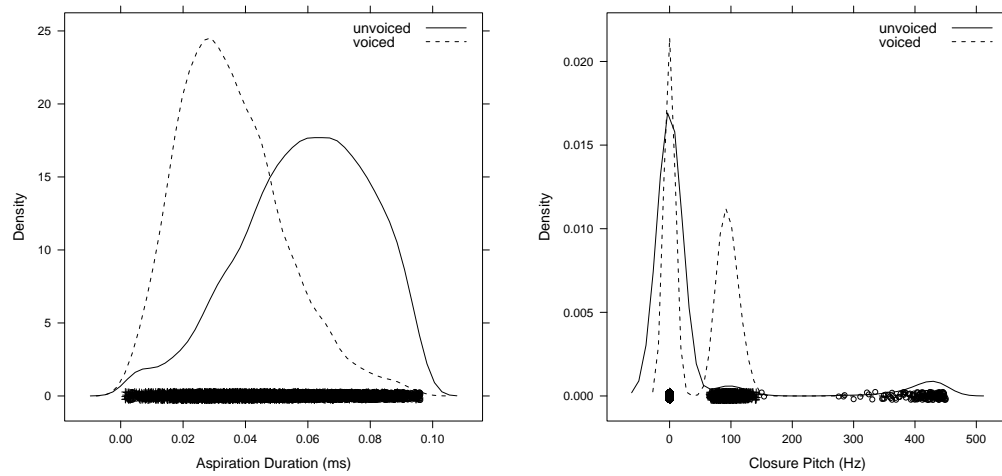 unvoiced
voiced
25
20
15
10
5
0
Density
0.00 0.02 0.04 0.06 0.08 0.10
Aspiration Duration (ms)
unvoiced
voiced
0.020
0.015
0.010
0.005
0.000
Density
0 100 200 300 400 500
Closure Pitch (Hz)